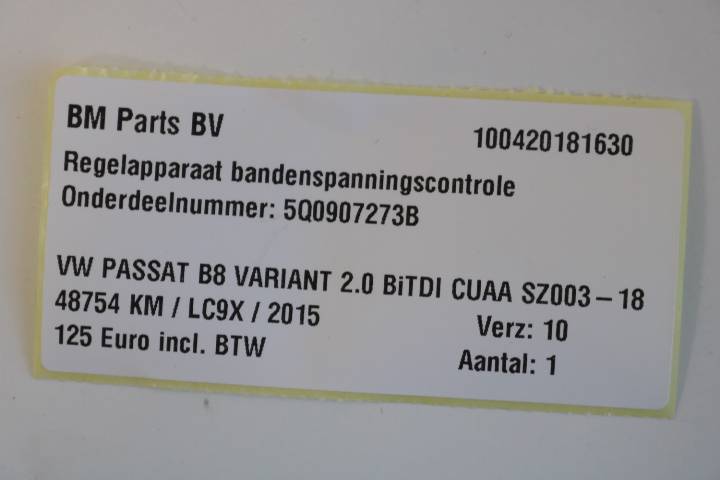 BM Parts BV 100420181630
Regelapparaat bandenspanningscontrole
Onderdeelnummer: 5Q0907273B
VW PASSAT B8 VARIANT 2.0 BiTDI CUAA SZ003-18
48754 KM / LC9X / 2015 Verz: 10
125 Euro incl. BTW Aantal: 1